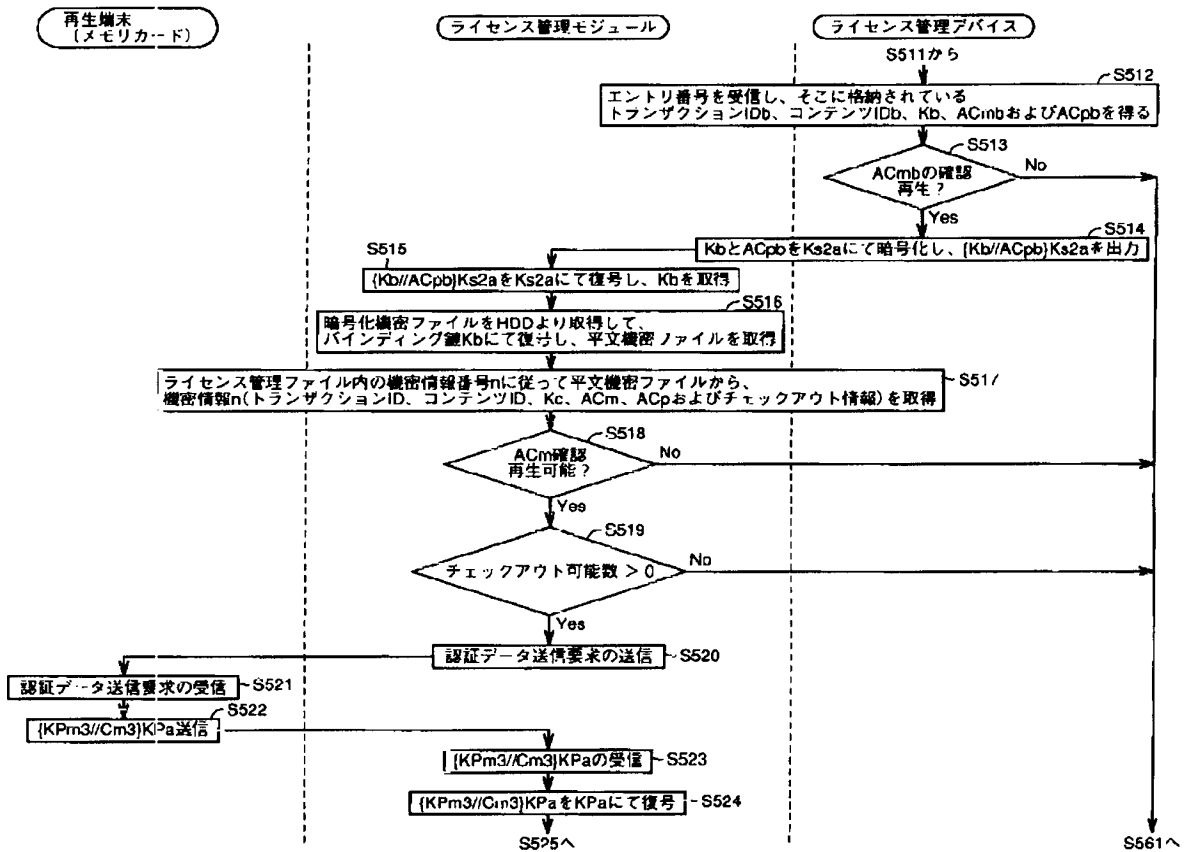 再生端末
(メモリカード)
ライセンス管理モジュール
ライセンス管理デバイス
S511から
S512
エントリ番号を受信し、そこに格納されている
トランザクションIDb、コンテンツIDb、Kb、ACmbおよびACpbを得る
S513
ACmbの確認
再生?
No
Yes
S514
KbとACpbをKs2aにて暗号化し、{Kb//ACpb}Ks2aを出力
S515
{Kb//ACpb}Ks2aをKs2aにて復号し、Kbを取得
S516
暗号化機密ファイルをHDDより取得して、
バインディング鍵Kbにて復号し、平文機密ファイルを取得
S517
ライセンス管理ファイル内の機密情報番号nに従って平文機密ファイルから、
機密情報n(トランザクションID、コンテンツID、Kc、ACm、ACpおよびチェックアウト情報)を取得
S518
ACm確認
再生可能?
No
Yes
S519
チェックアウト可能数 > 0
No
Yes
認証データ送信要求の送信
S520
認証データ送信要求の受信
S521
S522
{KPm3//Cm3}KPa送信
{KPm3//Cm3}KPaの受信
S523
{KPm3//Cm3}KPaをKPaにて復号
S524
S525へ
S561へ